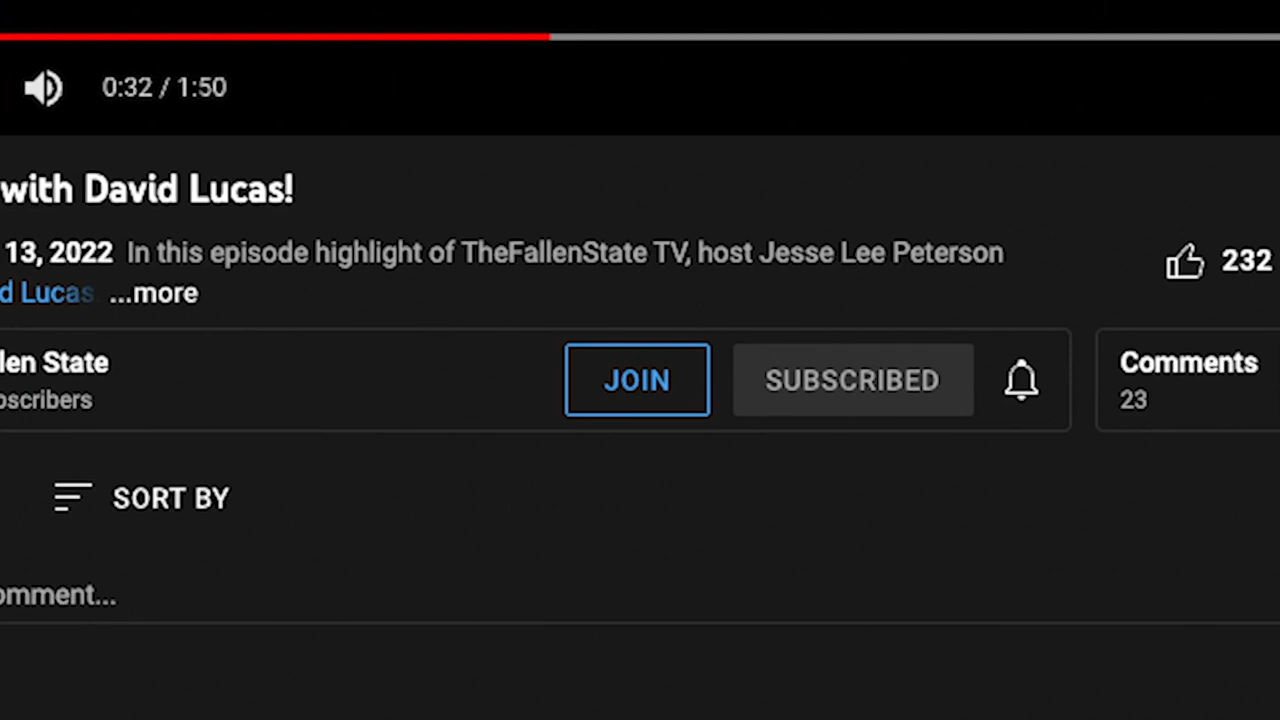 0:32 / 1:50
with David Lucas!
13, 2022 In this episode highlight of TheFallenState TV, host Jesse Lee Peterson
232
d Lucas ...more
len State
JOIN
SUBSCRIBED
Comments
bscribers
23
SORT BY
omment...